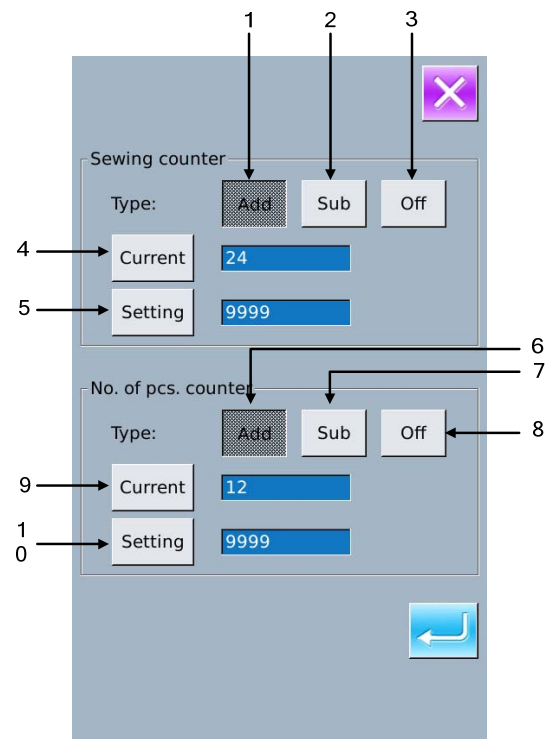 1 2 3
Sewing counter
Type: Add Sub Off
4 Current 24
5 Setting 9999
6
7
No. of pcs. counter
Type: Add Sub Off 8
9 Current 12
1
0
Setting 9999